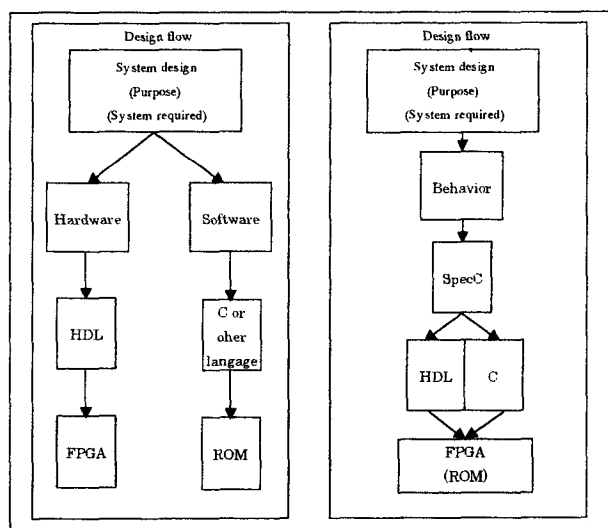 Design flow
System design
(Purpose)
(System required)
Hardware
Software
HDL
C or
oher
langage
FPGA
ROM
Design flow
System design
(Purpose)
(System required)
Behavior
SpecC
HDL
C
FPGA
(ROM)